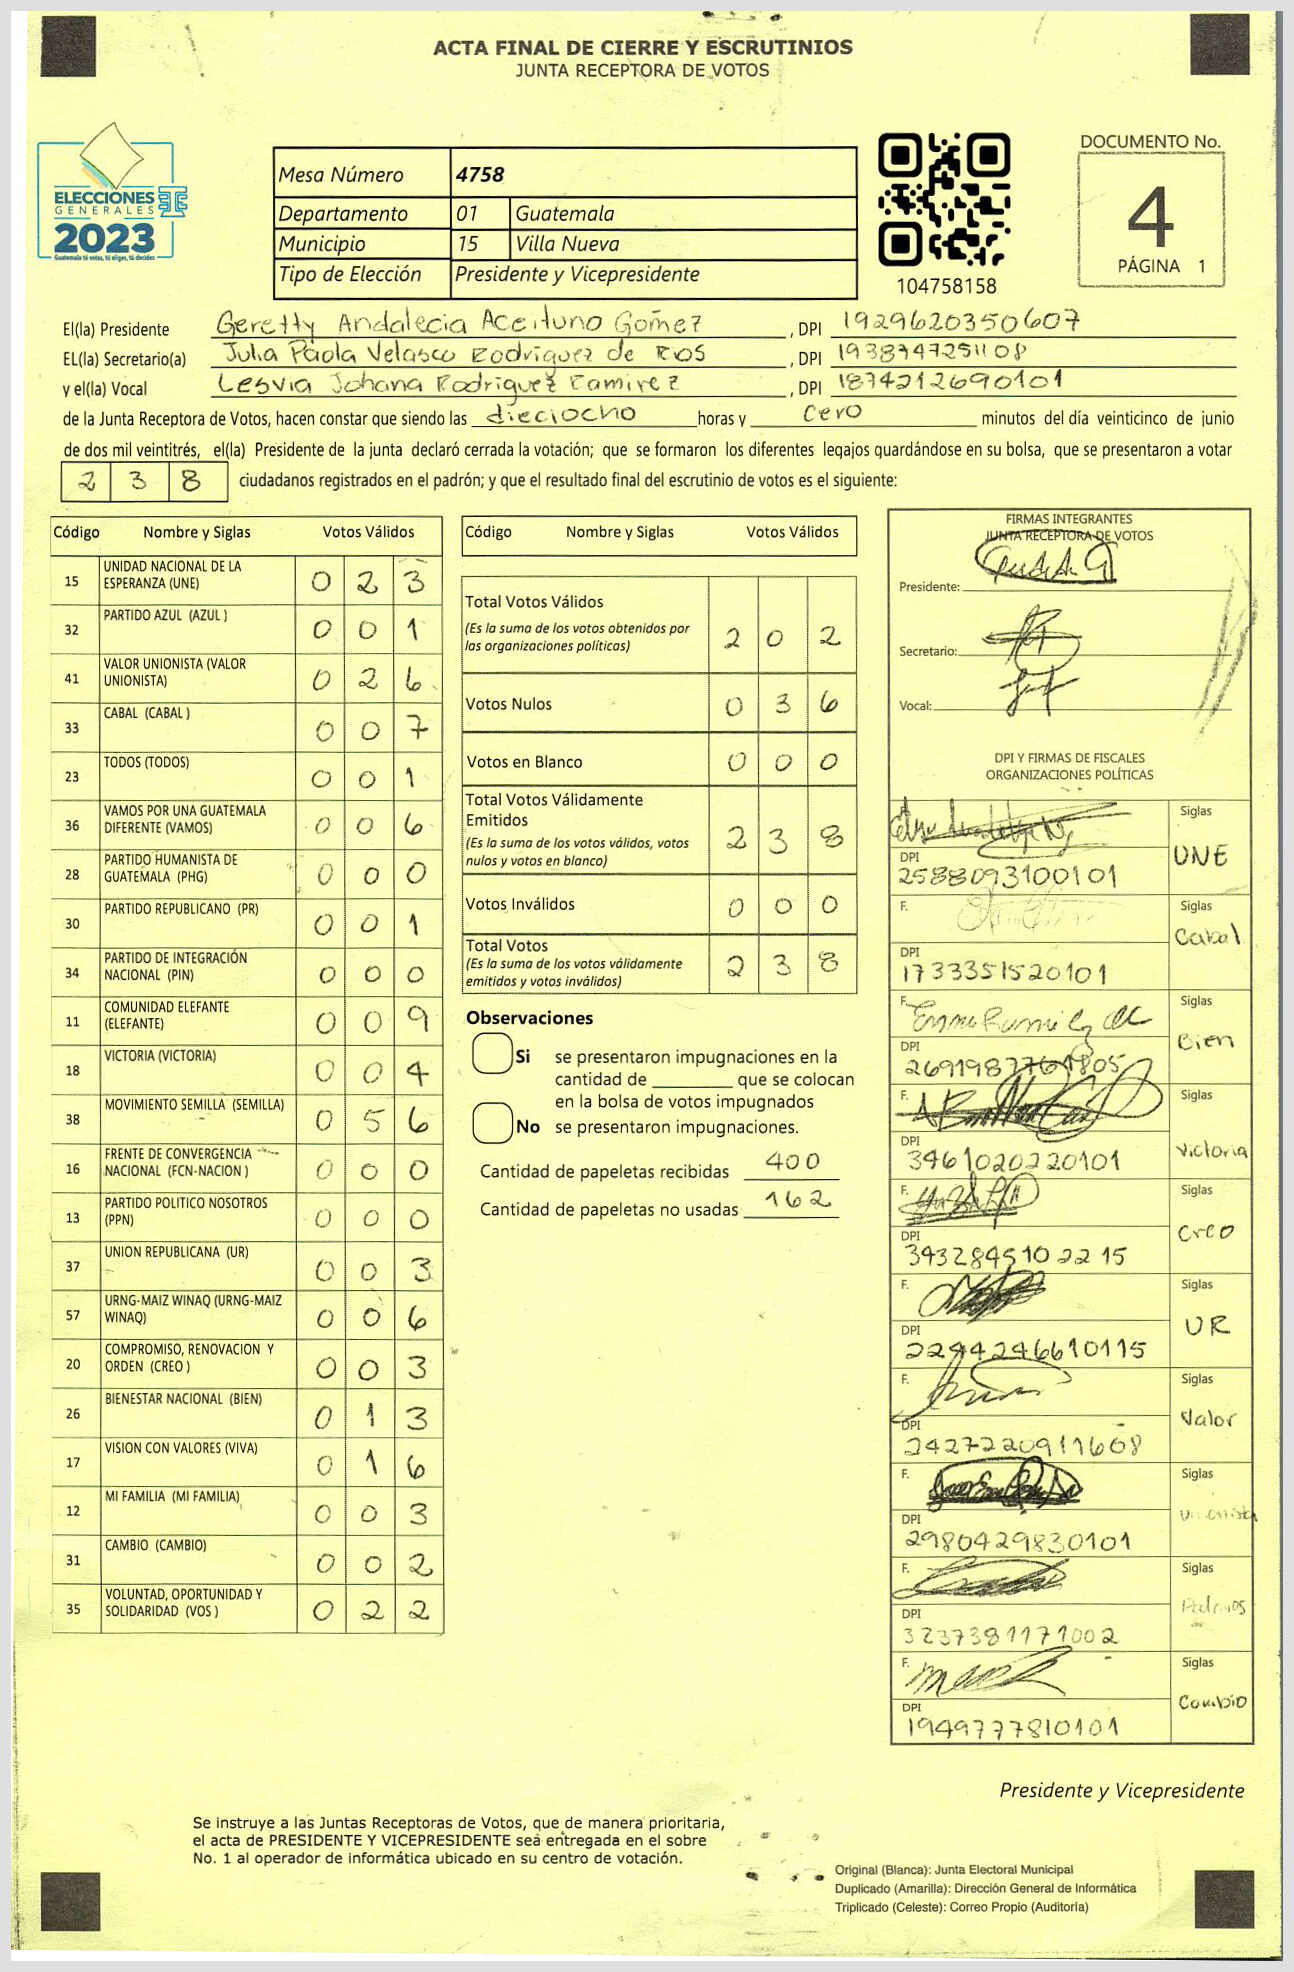 ACTA FINAL DE CIERRE Y ESCRUTINIOS
JUNTA RECEPTORA DE VOTOS
ELECCIONES
GENERALES
2023
Guatemala tú votas, tú eliges, tú decides
Mesa Número 4758
Departamento 01 Guatemala
Municipio 15 Villa Nueva
Tipo de Elección Presidente y Vicepresidente
104758158
DOCUMENTO No.
4
PÁGINA 1
El(la) Presidente Geretty Andalecia Aceituno Gomez, DPI 1929620350607
EL(la) Secretario(a) Julia Paola Velasco Rodriguez de Rios, DPI 1938747251108
y el(la) Vocal Lesvia Johana Rodriguez Ramirez, DPI 1874212690101
de la Junta Receptora de Votos, hacen constar que siendo las dieciocho horas y cero minutos del día veinticinco de junio
de dos mil veintitrés, el(la) Presidente de la junta declaró cerrada la votación; que se formaron los diferentes legajos guardándose en su bolsa, que se presentaron a votar
2 3 8 ciudadanos registrados en el padrón; y que el resultado final del escrutinio de votos es el siguiente:
Código Nombre y Siglas Votos Válidos
15 UNIDAD NACIONAL DE LA ESPERANZA (UNE) 0 2 3
32 PARTIDO AZUL (AZUL ) 0 0 1
41 VALOR UNIONISTA (VALOR UNIONISTA) 0 2 6
33 CABAL (CABAL ) 0 0 7
23 TODOS (TODOS) 0 0 1
36 VAMOS POR UNA GUATEMALA DIFERENTE (VAMOS) 0 0 6
28 PARTIDO HUMANISTA DE GUATEMALA (PHG) 0 0 0
30 PARTIDO REPUBLICANO (PR) 0 0 1
34 PARTIDO DE INTEGRACIÓN NACIONAL (PIN) 0 0 0
11 COMUNIDAD ELEFANTE (ELEFANTE) 0 0 9
18 VICTORIA (VICTORIA) 0 0 4
38 MOVIMIENTO SEMILLA (SEMILLA) 0 5 6
16 FRENTE DE CONVERGENCIA NACIONAL (FCN-NACION ) 0 0 0
13 PARTIDO POLITICO NOSOTROS (PPN) 0 0 0
37 UNION REPUBLICANA (UR) 0 0 3
57 URNG-MAIZ WINAQ (URNG-MAIZ WINAQ) 0 0 6
20 COMPROMISO, RENOVACION Y ORDEN (CREO ) 0 0 3
26 BIENESTAR NACIONAL (BIEN) 0 1 3
17 VISION CON VALORES (VIVA) 0 1 6
12 MI FAMILIA (MI FAMILIA) 0 0 3
31 CAMBIO (CAMBIO) 0 0 2
35 VOLUNTAD, OPORTUNIDAD Y SOLIDARIDAD (VOS ) 0 2 2
Código Nombre y Siglas Votos Válidos
Total Votos Válidos
(Es la suma de los votos obtenidos por
las organizaciones políticas) 2 0 2
Votos Nulos 0 3 6
Votos en Blanco 0 0 0
Total Votos Válidamente
Emitidos
(Es la suma de los votos válidos, votos
nulos y votos en blanco) 2 3 8
Votos Inválidos 0 0 0
Total Votos
(Es la suma de los votos válidamente
emitidos y votos inválidos) 2 3 8
Observaciones
Si se presentaron impugnaciones en la
cantidad de ________ que se colocan
en la bolsa de votos impugnados
No se presentaron impugnaciones.
Cantidad de papeletas recibidas 400
Cantidad de papeletas no usadas 162
FIRMAS INTEGRANTES
JUNTA RECEPTORA DE VOTOS
Presidente:
Secretario:
Vocal:
DPI Y FIRMAS DE FISCALES
ORGANIZACIONES POLÍTICAS
Siglas
UNE
DPI
2588093100101
F. Siglas
Cabal
DPI
1733351520101
F. Siglas
Bien
DPI
2691987761805
F. Siglas
Victoria
DPI
3461020220101
F. Siglas
Creo
DPI
3432845102215
F. Siglas
UR
DPI
2294246610115
F. Siglas
Valor
DPI
2427220911608
F. Siglas
Unionista
DPI
2980429830101
F. Siglas
Podemos
DPI
3237381171002
F. Siglas
Cambio
DPI
1949777810101
Presidente y Vicepresidente
Se instruye a las Juntas Receptoras de Votos, que de manera prioritaria,
el acta de PRESIDENTE Y VICEPRESIDENTE sea entregada en el sobre
No. 1 al operador de informática ubicado en su centro de votación.
Original (Blanca): Junta Electoral Municipal
Duplicado (Amarilla): Dirección General de Informática
Triplicado (Celeste): Correo Propio (Auditoría)